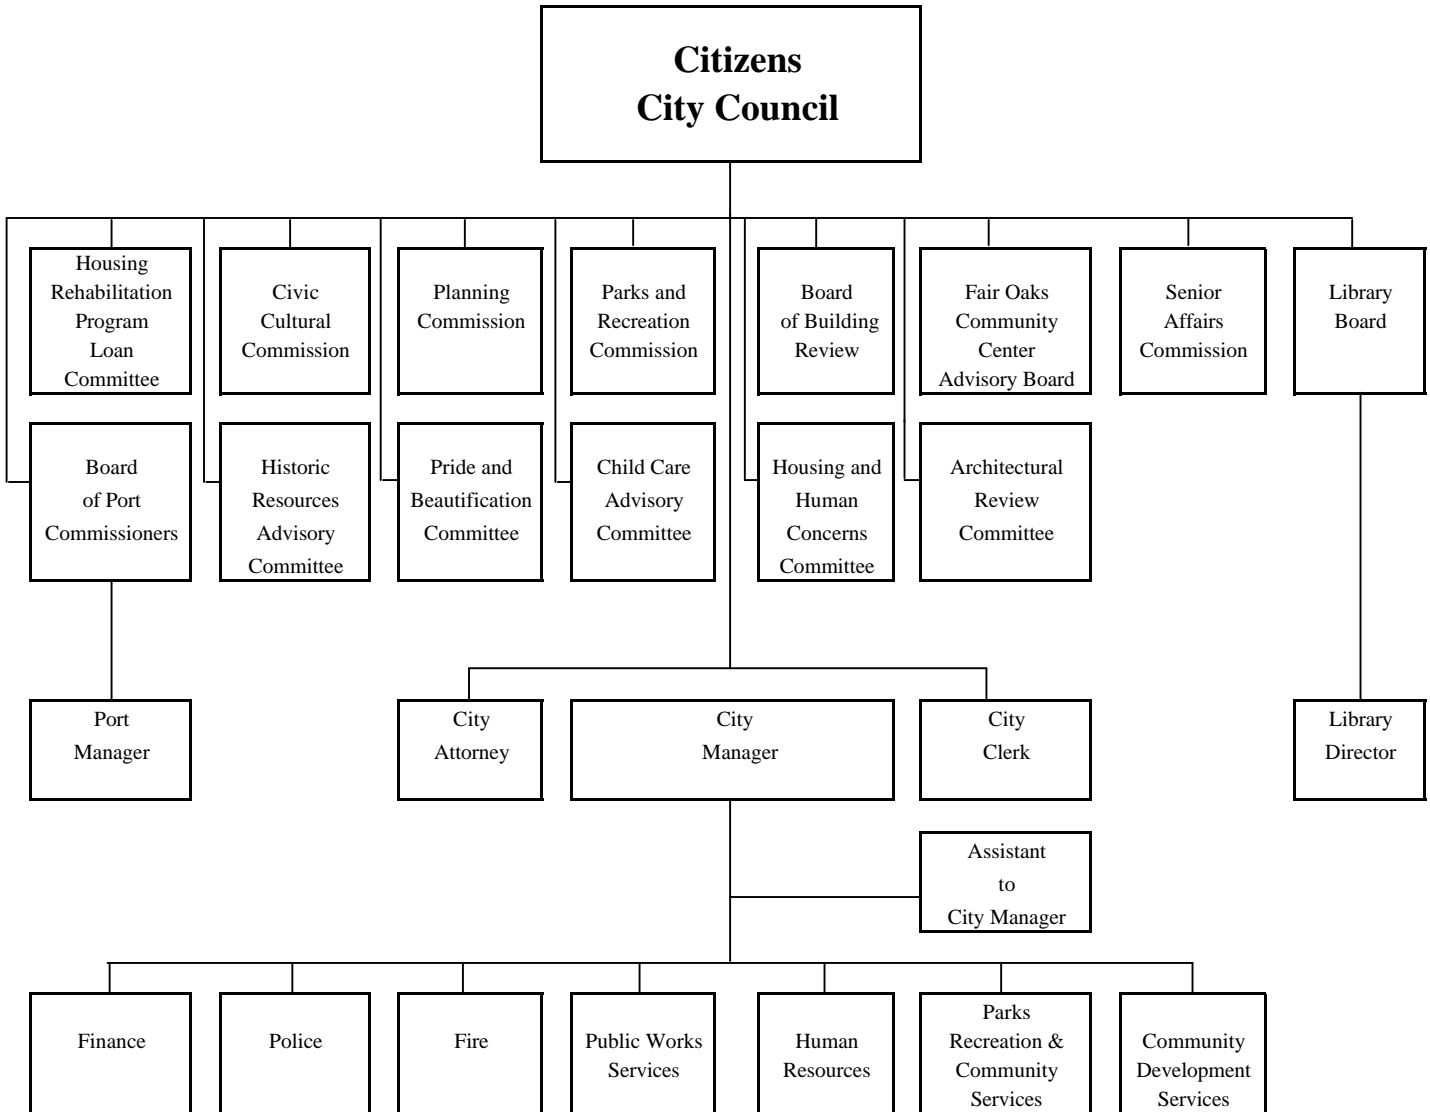 Citizens
City Council
Housing
Rehabilitation
Program
Loan
Committee
Civic
Cultural
Commission
Planning
Commission
Parks and
Recreation
Commission
Board
of Building
Review
Fair Oaks
Community
Center
Advisory Board
Senior
Affairs
Commission
Library
Board
Board
of Port
Commissioners
Historic
Resources
Advisory
Committee
Pride and
Beautification
Committee
Child Care
Advisory
Committee
Housing and
Human
Concerns
Committee
Architectural
Review
Committee
Port
Manager
City
Attorney
City
Manager
City
Clerk
Library
Director
Assistant
to
City Manager
Finance
Police
Fire
Public Works
Services
Human
Resources
Parks
Recreation &
Community
Services
Community
Development
Services